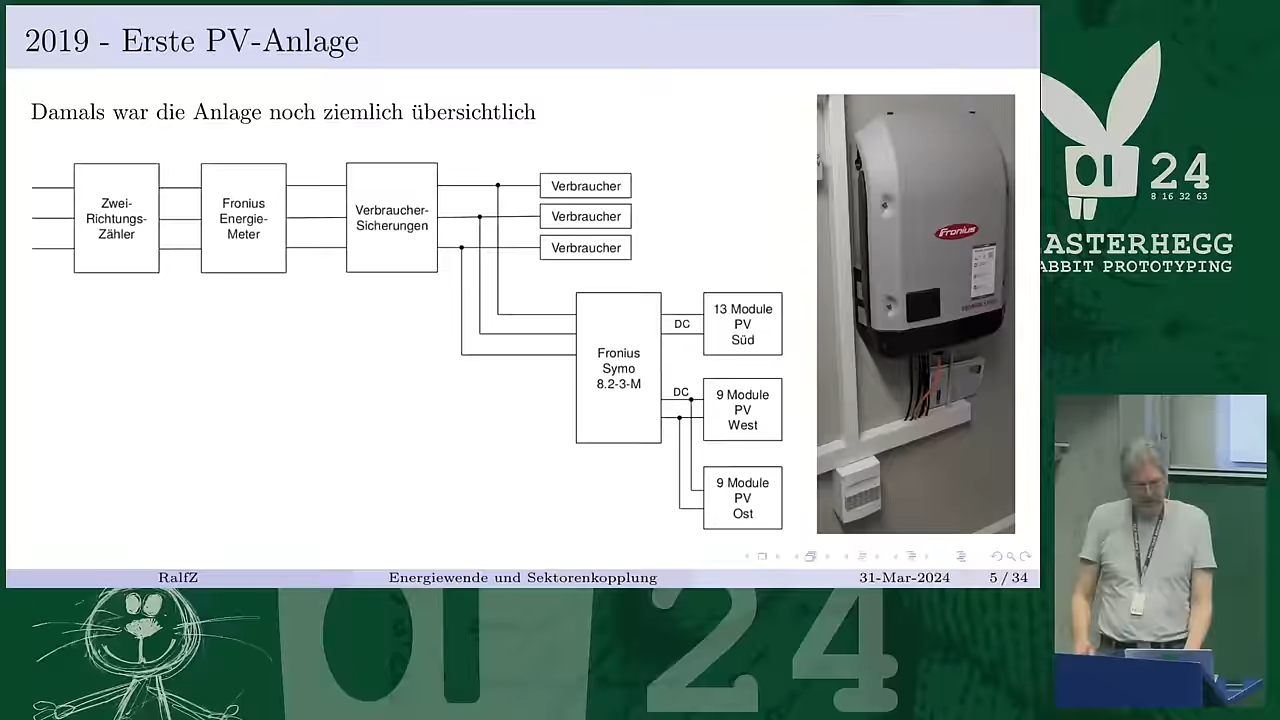 2019 - Erste PV-Anlage
Damals war die Anlage noch ziemlich übersichtlich
Zwei-
Richtungs-
Zähler
Fronius
Energie-
Meter
Verbraucher-
Sicherungen
Verbraucher
Verbraucher
Verbraucher
Fronius
Symo
8.2-3-M
DC
13 Module
PV
Süd
DC
9 Module
PV
West
9 Module
PV
Ost
Fronius
RalfZ
Energiewende und Sektorenkopplung
31-Mar-2024
5 / 34
24
8 16 32 63
ASTERHEGG
ABBIT PROTOTYPING
24